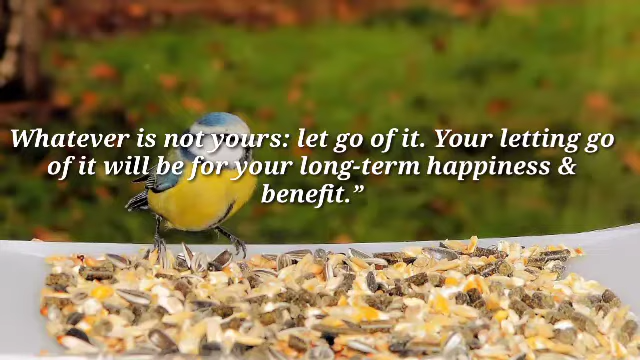 Whatever is not yours: let go of it. Your letting go
of it will be for your long-term happiness &
benefit.”